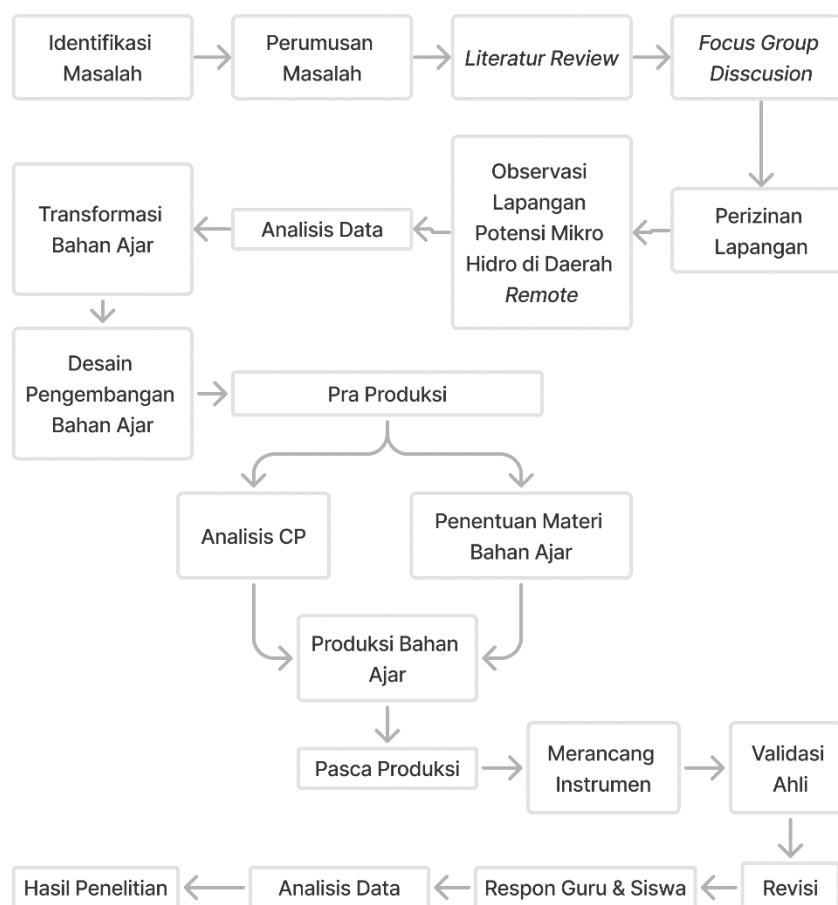 Identifikasi
Masalah
Perumusan
Masalah
Literatur Review
Focus Group
Disscusion
Perizinan
Lapangan
Observasi
Lapangan
Potensi Mikro
Hidro di Daerah
Remote
Analisis Data
Transformasi
Bahan Ajar
Desain
Pengembangan
Bahan Ajar
Pra Produksi
Analisis CP
Penentuan Materi
Bahan Ajar
Produksi Bahan
Ajar
Pasca Produksi
Merancang
Instrumen
Validasi
Ahli
Revisi
Respon Guru & Siswa
Analisis Data
Hasil Penelitian